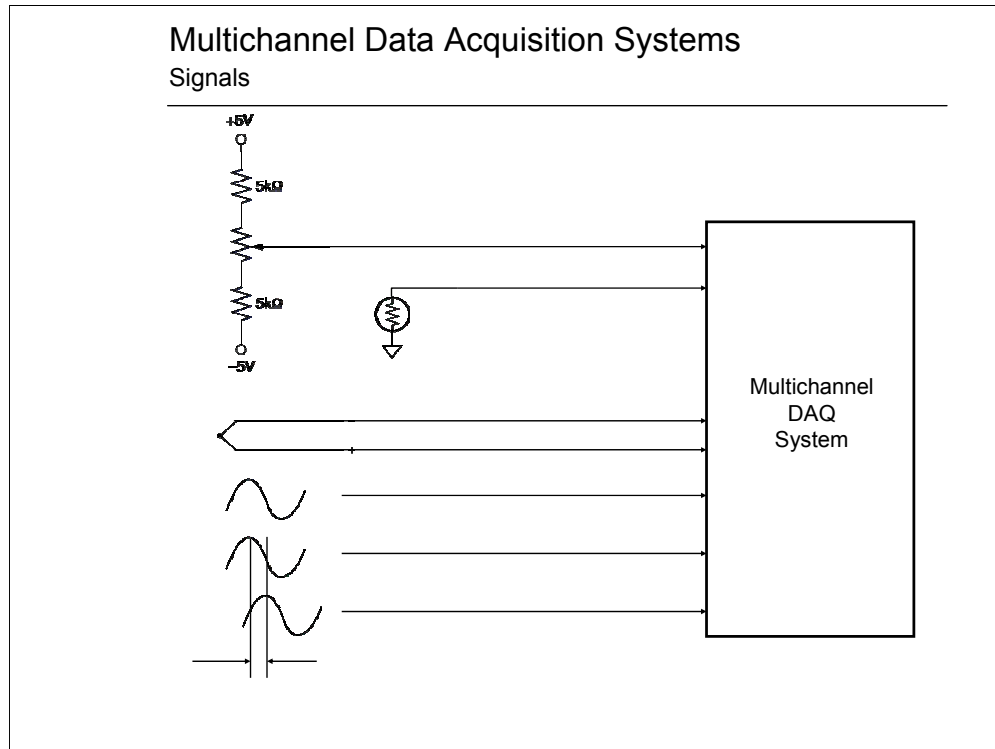 Multichannel Data Acquisition Systems
Signals
+5V
5kΩ
5kΩ
–5V
Multichannel
DAQ
System